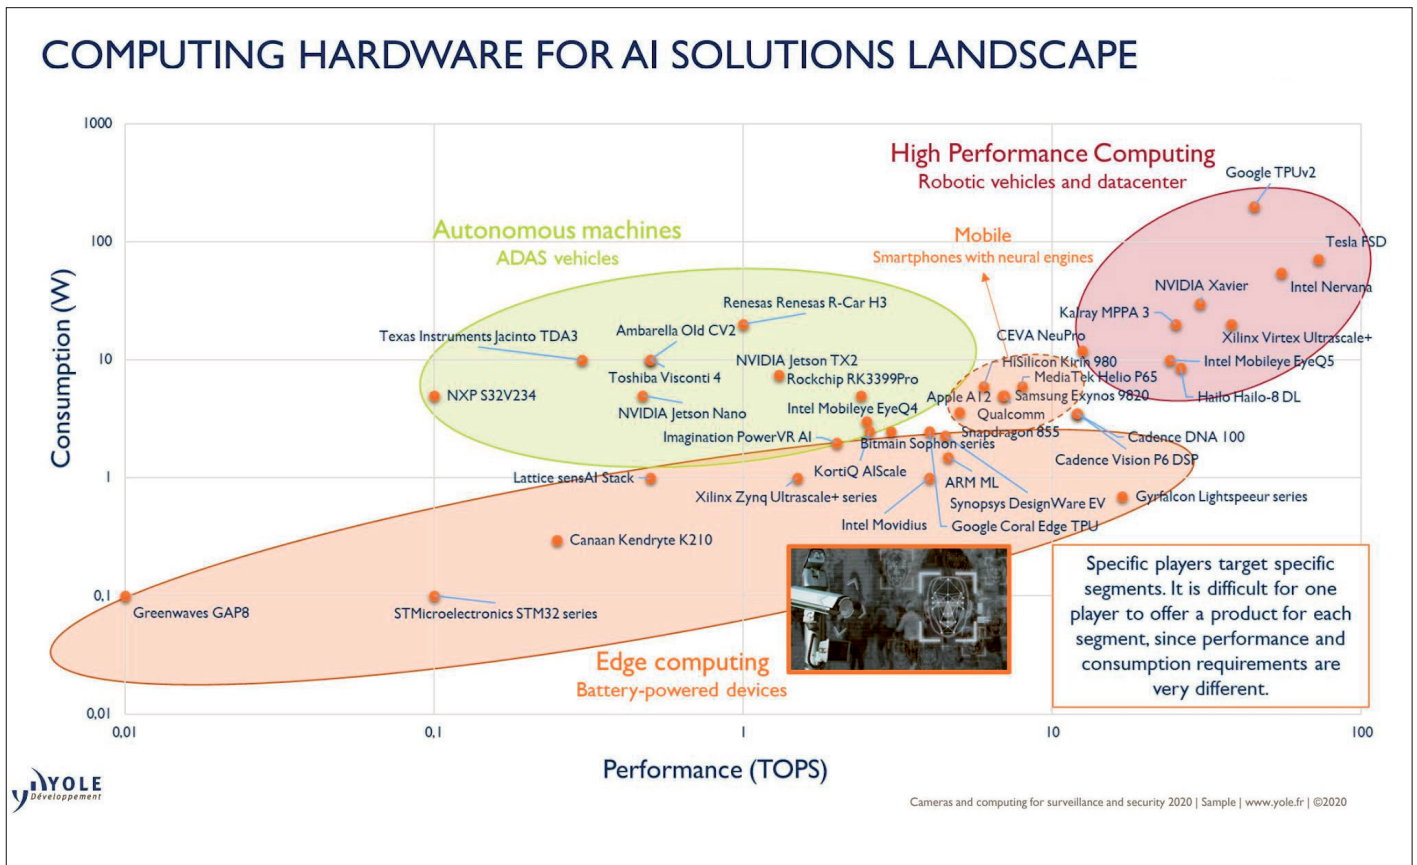 COMPUTING HARDWARE FOR AI SOLUTIONS LANDSCAPE
1000
100
10
1
0,1
0,01
Consumption (W)
High Performance Computing
Robotic vehicles and datacenter
Google TPUv2
Tesla FSD
Intel Nervana
NVIDIA Xavier
Kalray MPPA 3
Xilinx Virtex Ultrascale+
Intel Mobileye EyeQ5
Hailo Hailo-8 DL
CEVA NeuPro
Autonomous machines
ADAS vehicles
Renesas Renesas R-Car H3
Texas Instruments Jacinto TDA3
Ambarella Old CV2
Toshiba Visconti 4
NVIDIA Jetson TX2
Rockchip RK3399Pro
NXP S32V234
NVIDIA Jetson Nano
Intel Mobileye EyeQ4
Imagination PowerVR AI
Mobile
Smartphones with neural engines
HiSilicon Kirin 980
MediaTek Helio P65
Apple A12
Samsung Exynos 9820
Qualcomm
Snapdragon 855
Cadence DNA 100
Cadence Vision P6 DSP
Bitmain Sophon series
KortiQ AIScale
ARM ML
Lattice sensAI Stack
Xilinx Zynq Ultrascale+ series
Synopsys DesignWare EV
Gyrfalcon Lightspeur series
Intel Movidius
Google Coral Edge TPU
Canaan Kendryte K210
Greenwaves GAP8
STMicroelectronics STM32 series
Edge computing
Battery-powered devices
Specific players target specific
segments. It is difficult for one
player to offer a product for each
segment, since performance and
consumption requirements are
very different.
0,01
0,1
1
10
100
Performance (TOPS)
YOLE
Développement
Cameras and computing for surveillance and security 2020 | Sample | www.yole.fr | ©2020